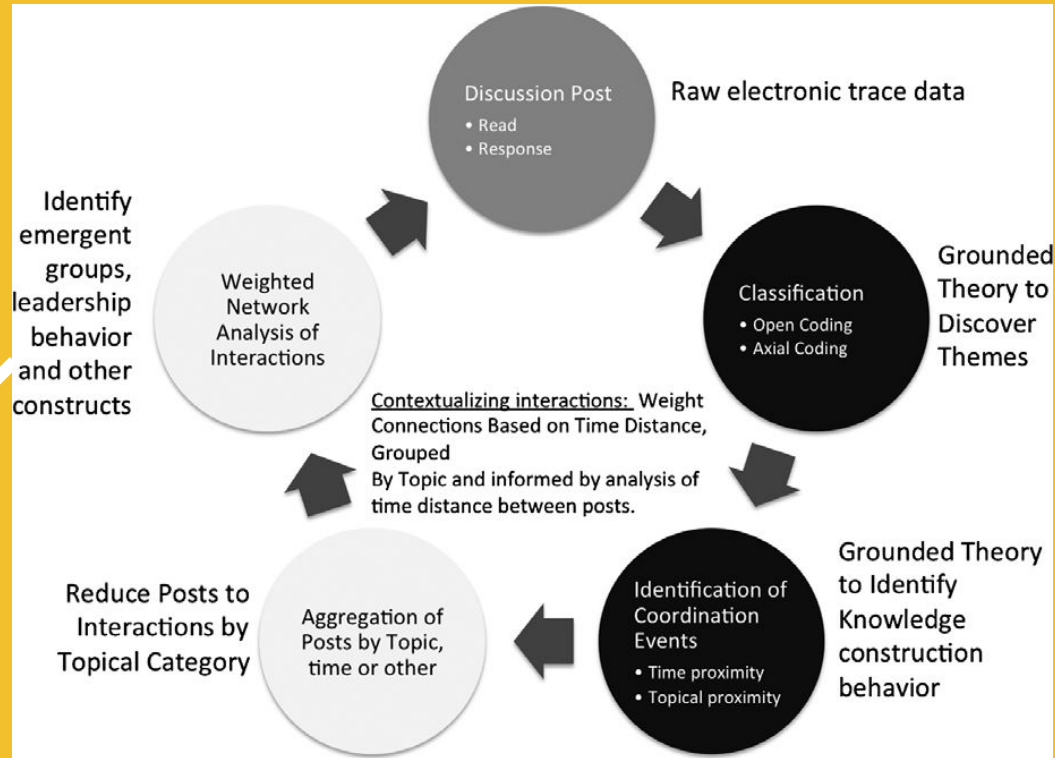 Discussion Post
• Read
• Response
Raw electronic trace data
Classification
• Open Coding
• Axial Coding
Grounded
Theory to
Discover
Themes
Identification of
Coordination
Events
• Time proximity
• Topical proximity
Grounded Theory
to Identify
Knowledge
construction
behavior
Aggregation of
Posts by Topic,
time or other
Reduce Posts to
Interactions by
Topical Category
Weighted
Network
Analysis of
Interactions
Identify
emergent
groups,
leadership
behavior
and other
constructs
Contextualizing interactions: Weight
Connections Based on Time Distance,
Grouped
By Topic and informed by analysis of
time distance between posts.